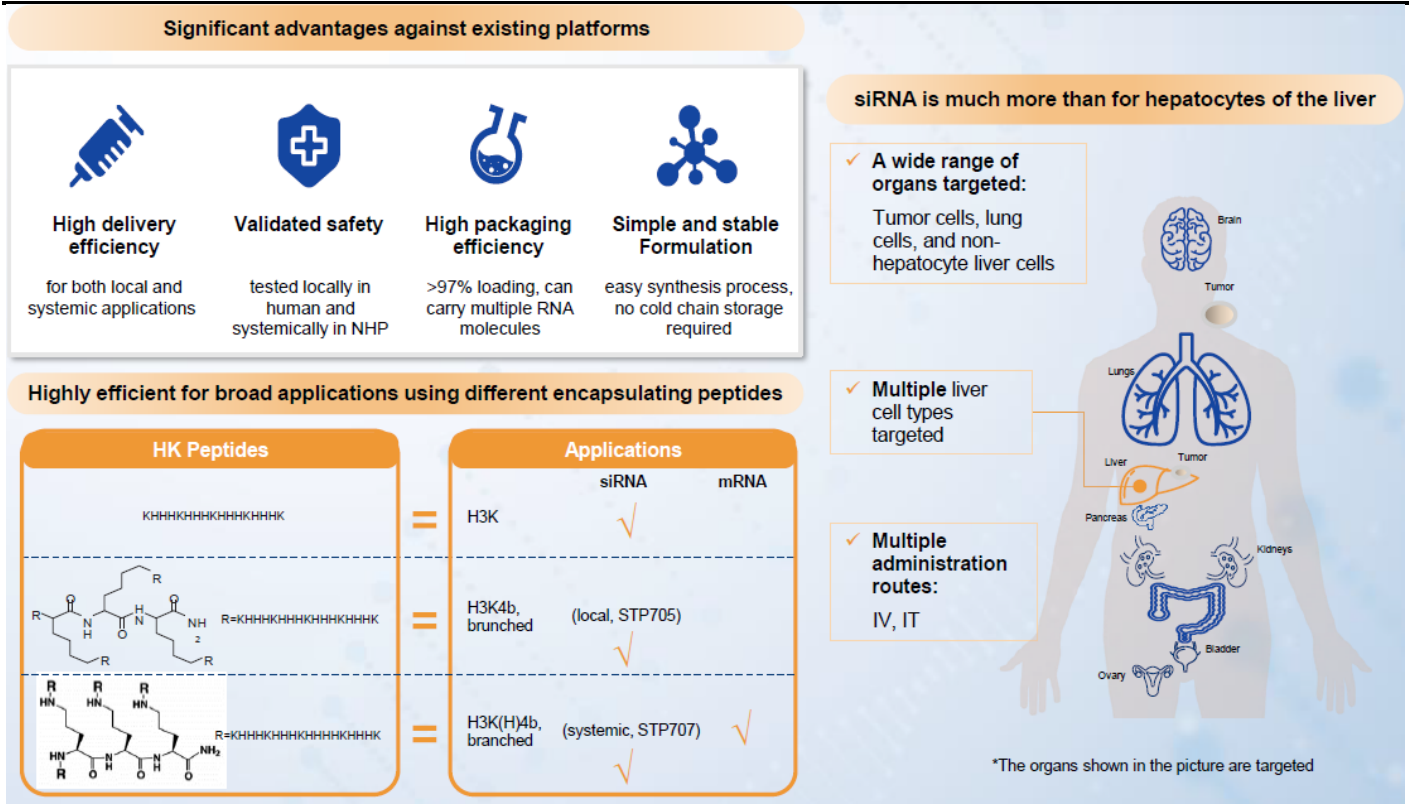 Significant advantages against existing platforms
High delivery
efficiency
for both local and
systemic applications
Validated safety
tested locally in
human and
systemically in NHP
High packaging
efficiency
>97% loading, can
carry multiple RNA
molecules
Simple and stable
Formulation
easy synthesis process,
no cold chain storage
required
Highly efficient for broad applications using different encapsulating peptides
HK Peptides
Applications
siRNA
mRNA
KHHHKHHHKHHHKHHHK
=
H3K
√
R
R
R
R
O
O
O
N
H
H
N
NH
2
R=KHHHKHHHKHHHKHHHK
=
H3K4b,
brunched
(local, STP705)
√
R
R
R
HN
HN
HN
HN
R
O
N
H
O
N
H
O
NH2
R=KHHHKHHHKHHHHKHHHK
=
H3K(H)4b,
branched
(systemic, STP707)
√
√
siRNA is much more than for hepatocytes of the liver
✓ A wide range of
organs targeted:
Tumor cells, lung
cells, and non-
hepatocyte liver cells
✓ Multiple liver
cell types
targeted
✓ Multiple
administration
routes:
IV, IT
Brain
Tumor
Lungs
Liver
Tumor
Pancreas
Kidneys
Bladder
Ovary
*The organs shown in the picture are targeted